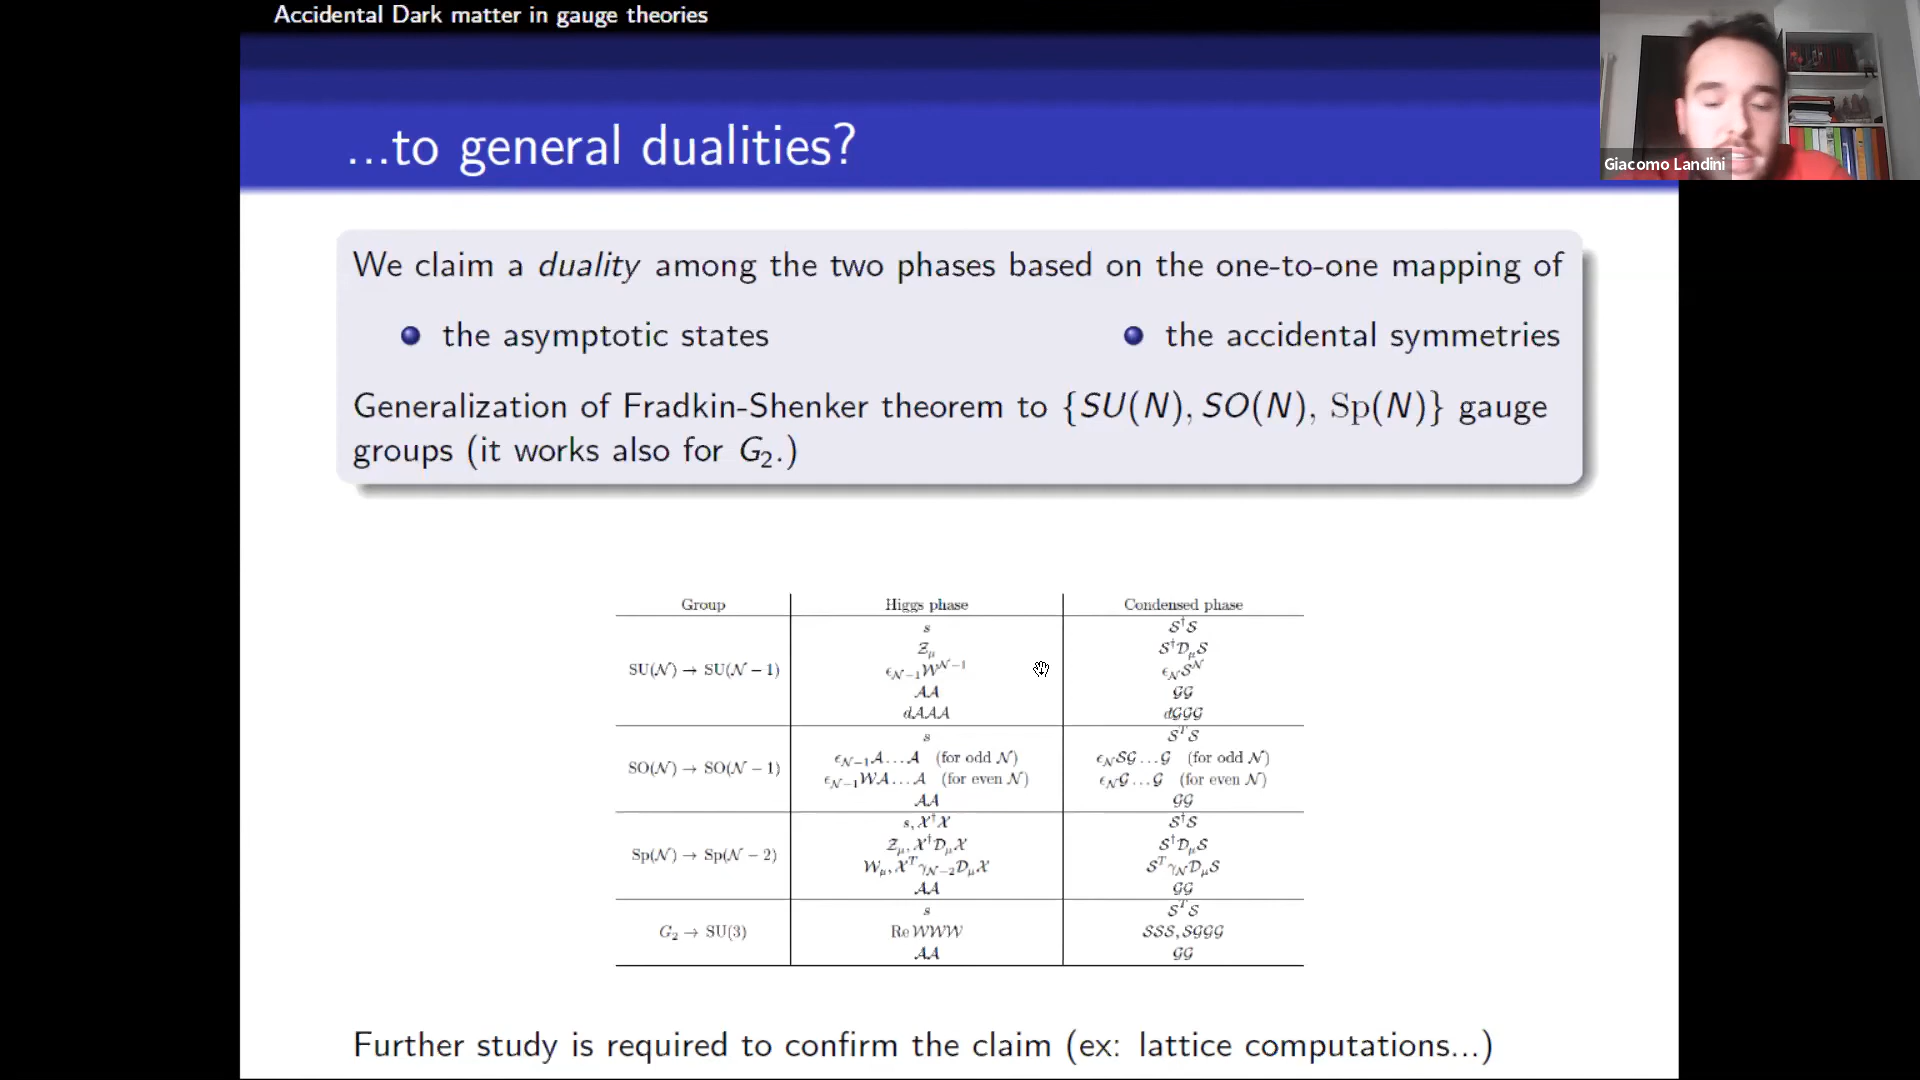 Accidental Dark matter in gauge theories
...to general dualities?
Giacomo Landini
We claim a duality among the two phases based on the one-to-one mapping of
the asymptotic states
the accidental symmetries
Generalization of Fradkin-Shenker theorem to {SU(N), SO(N), Sp(N)} gauge
groups (it works also for G₂.)
Group Higgs phase Condensed phase
SU(𝒩) → SU(𝒩 − 1)
s 𝒮†𝒮
𝒵_μ 𝒮†𝒟_μ𝒮
ϵ_{𝒩−1}𝒲^{𝒩−1} ϵ_𝒩𝒮^𝒩
𝒜𝒜 𝒢𝒢
d𝒜𝒜𝒜 d𝒢𝒢𝒢
SO(𝒩) → SO(𝒩 − 1)
s 𝒮^T𝒮
ϵ_{𝒩−1}𝒜...𝒜 (for odd 𝒩) ϵ_𝒩𝒮𝒢...𝒢 (for odd 𝒩)
ϵ_{𝒩−1}𝒲𝒜...𝒜 (for even 𝒩) ϵ_𝒩𝒢...𝒢 (for even 𝒩)
𝒜𝒜 𝒢𝒢
Sp(𝒩) → Sp(𝒩 − 2)
s, 𝒳†𝒳 𝒮†𝒮
𝒵_μ, 𝒳†𝒟_μ𝒳 𝒮†𝒟_μ𝒮
𝒲_μ, 𝒳^Tγ_{𝒩−2}𝒟_μ𝒳 𝒮^Tγ_𝒩𝒟_μ𝒮
𝒜𝒜 𝒢𝒢
G₂ → SU(3)
s 𝒮^T𝒮
Re 𝒲𝒲𝒲 𝒮𝒮𝒮, 𝒮𝒢𝒢𝒢
𝒜𝒜 𝒢𝒢
Further study is required to confirm the claim (ex: lattice computations...)